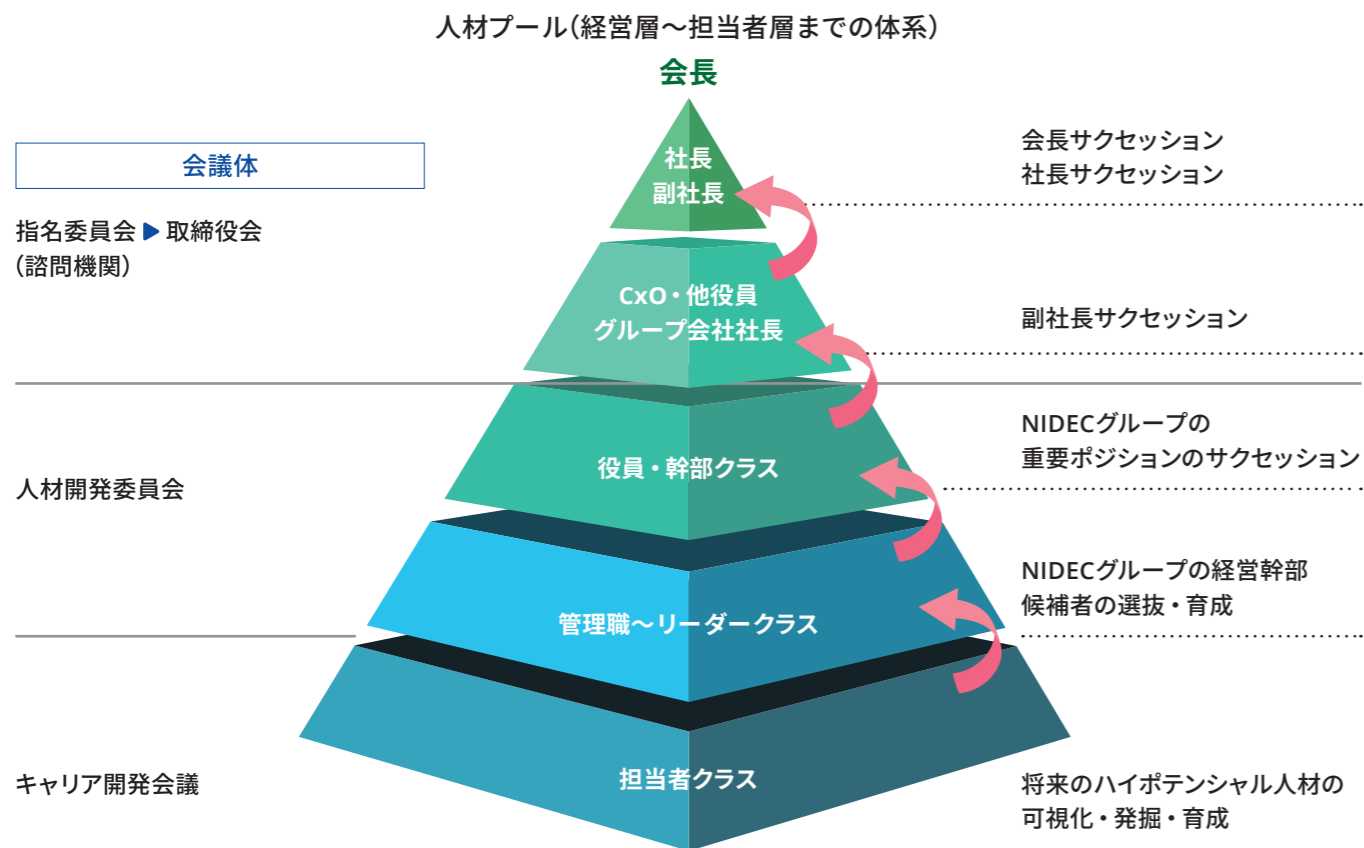 人材プール（経営層〜担当者層までの体系）
会長
会議体
指名委員会 ▶ 取締役会
（諮問機関）
人材開発委員会
キャリア開発会議
社長
副社長
CxO・他役員
グループ会社社長
役員・幹部クラス
管理職〜リーダークラス
担当者クラス
会長サクセッション
社長サクセッション
副社長サクセッション
NIDECグループの
重要ポジションのサクセッション
NIDECグループの経営幹部
候補者の選抜・育成
将来のハイポテンシャル人材の
可視化・発掘・育成